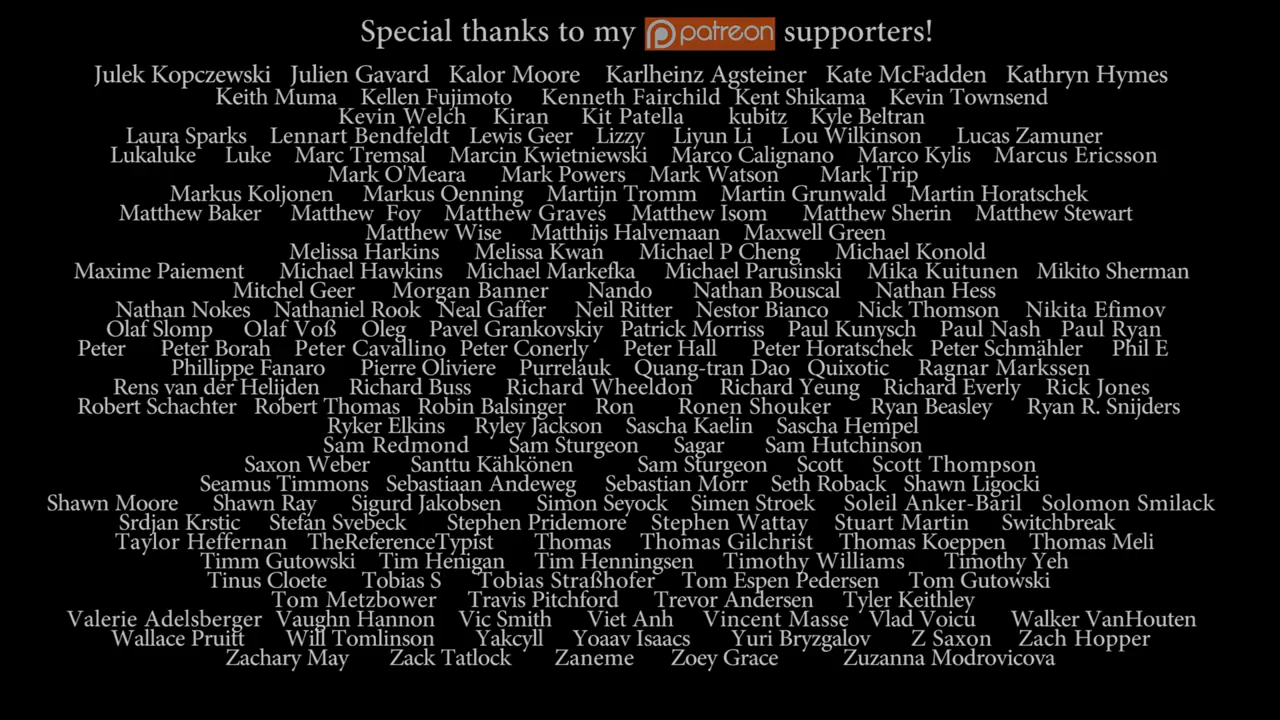 Special thanks to my patreon supporters!
Julek Kopczewski Julien Gavard Kalor Moore Karlheinz Agsteiner Kate McFadden Kathryn Hymes
Keith Muma Kellen Fujimoto Kenneth Fairchild Kent Shikama Kevin Townsend
Kevin Welch Kiran Kit Patella kubitz Kyle Beltran
Laura Sparks Lennart Bendfeldt Lewis Geer Lizzy Liyun Li Lou Wilkinson Lucas Zamuner
Lukaluke Luke Marc Tremsal Marcin Kwietniewski Marco Calignano Marco Kylis Marcus Ericsson
Mark O'Meara Mark Powers Mark Watson Mark Trip
Markus Koljonen Markus Oenning Martijn Tromm Martin Grunwald Martin Horatschek
Matthew Baker Matthew Foy Matthew Graves Matthew Isom Matthew Sherin Matthew Stewart
Matthew Wise Matthijs Halvemaan Maxwell Green
Melissa Harkins Melissa Kwan Michael P Cheng Michael Konold
Maxime Paiement Michael Hawkins Michael Markefka Michael Parusinski Mika Kuitunen Mikito Sherman
Mitchel Geer Morgan Banner Nando Nathan Bouscal Nathan Hess
Nathan Nokes Nathaniel Rook Neal Gaffer Neil Ritter Nestor Bianco Nick Thomson Nikita Efimov
Olaf Slomp Olaf Voß Oleg Pavel Grankovskiy Patrick Morriss Paul Kunysch Paul Nash Paul Ryan
Peter Peter Borah Peter Cavallino Peter Conerly Peter Hall Peter Horatschek Peter Schmähler Phil E
Phillippe Fanaro Pierre Oliviere Purrelauk Quang-tran Dao Quixotic Ragnar Markssen
Rens van der Helijden Richard Buss Richard Wheeldon Richard Yeung Richard Everly Rick Jones
Robert Schachter Robert Thomas Robin Balsinger Ron Ronen Shouker Ryan Beasley Ryan R. Snijders
Ryker Elkins Ryley Jackson Sascha Kaelin Sascha Hempel
Sam Redmond Sam Sturgeon Sagar Sam Hutchinson
Saxon Weber Santtu Kähkönen Sam Sturgeon Scott Scott Thompson
Seamus Timmons Sebastiaan Andeweg Sebastian Morr Seth Roback Shawn Ligocki
Shawn Moore Shawn Ray Sigurd Jakobsen Simon Seyock Simen Stroek Soleil Anker-Baril Solomon Smilack
Srdjan Krstic Stefan Svebeck Stephen Pridemore Stephen Wattay Stuart Martin Switchbreak
Taylor Heffernan TheReferenceTypist Thomas Thomas Gilchrist Thomas Koeppen Thomas Meli
Timm Gutowski Tim Henigan Tim Henningsen Timothy Williams Timothy Yeh
Tinus Cloete Tobias S Tobias Straßhofer Tom Espen Pedersen Tom Gutowski
Tom Metzbower Travis Pitchford Trevor Andersen Tyler Keithley
Valerie Adelsberger Vaughn Hannon Vic Smith Viet Anh Vincent Masse Vlad Voicu Walker VanHouten
Wallace Pruitt Will Tomlinson Yakcyll Yoaav Isaacs Yuri Bryzgalov Z Saxon Zach Hopper
Zachary May Zack Tatlock Zaneme Zoey Grace Zuzanna Modrovicova